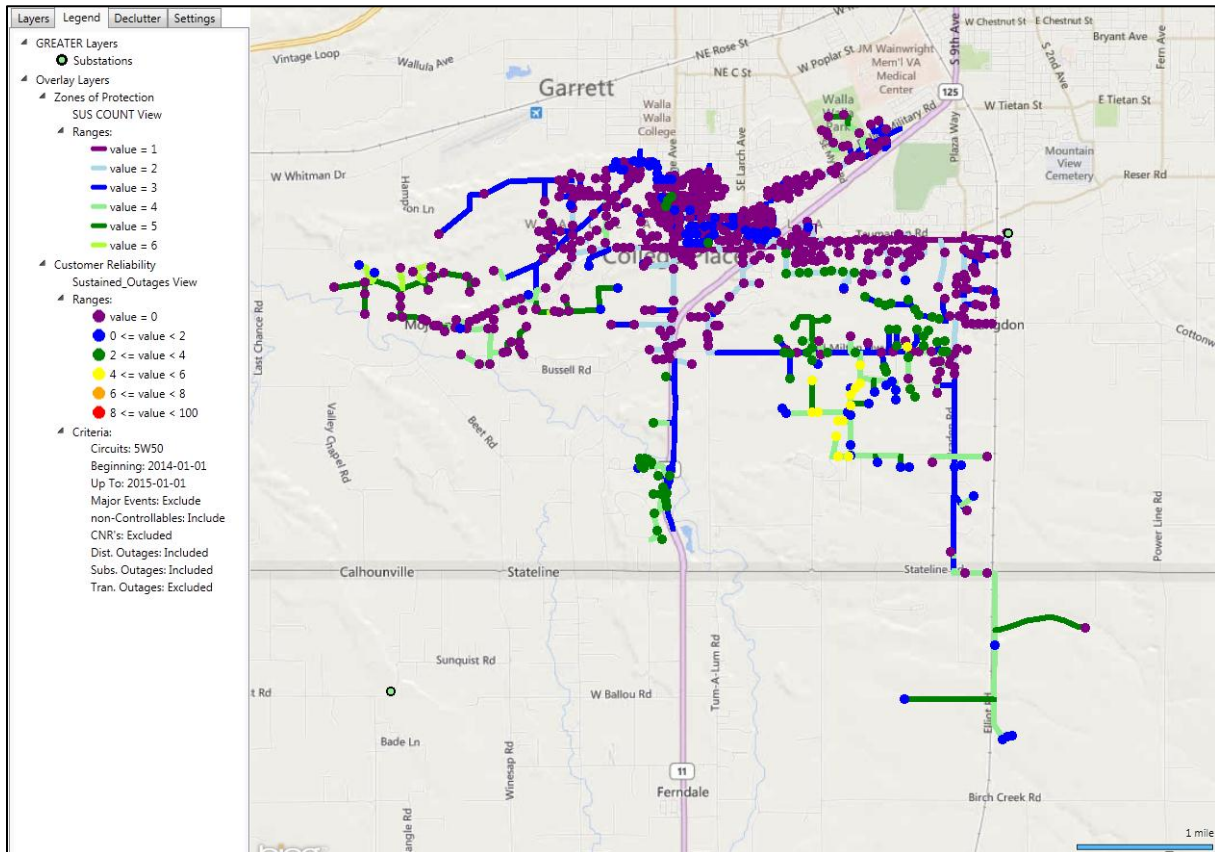 Layers
Legend
Declutter
Settings
GREATER Layers
Substations
Overlay Layers
Zones of Protection
SUS COUNT View
Ranges:
value = 1
value = 2
value = 3
value = 4
value = 5
value = 6
Customer Reliability
Sustained_Outages View
Ranges:
value = 0
0 <= value < 2
2 <= value < 4
4 <= value < 6
6 <= value < 8
8 <= value < 100
Criteria:
Circuits: 5W50
Beginning: 2014-01-01
Up To: 2015-01-01
Major Events: Exclude
non-Controllables: Include
CNR's: Excluded
Dist. Outages: Included
Subs. Outages: Included
Tran. Outages: Excluded
Vintage Loop
Wallula Ave
NE Rose St
W Poplar St
NE C St
JM Wainwright
Mem'l VA
Medical
Center
S 9th Ave
W Chestnut St
E Chestnut St
Bryant Ave
S 2nd Ave
Fern Ave
125
W Tietan St
E Tietan St
Garrett
Walla
Walla
College
Walla
Park
Military Rd
Plaza Way
Mountain
View
Cemetery
Reser Rd
W Whitman Dr
SE Larch Ave
Last Chance Rd
Bussell Rd
Valley Chapel Rd
Beet Rd
Power Line Rd
Calhounville
Stateline
Stateline
Sunquist Rd
W Ballou Rd
Tum-A-Lum Rd
Bade Ln
Winesap Rd
11
Ferndale
Birch Creek Rd
1 mile